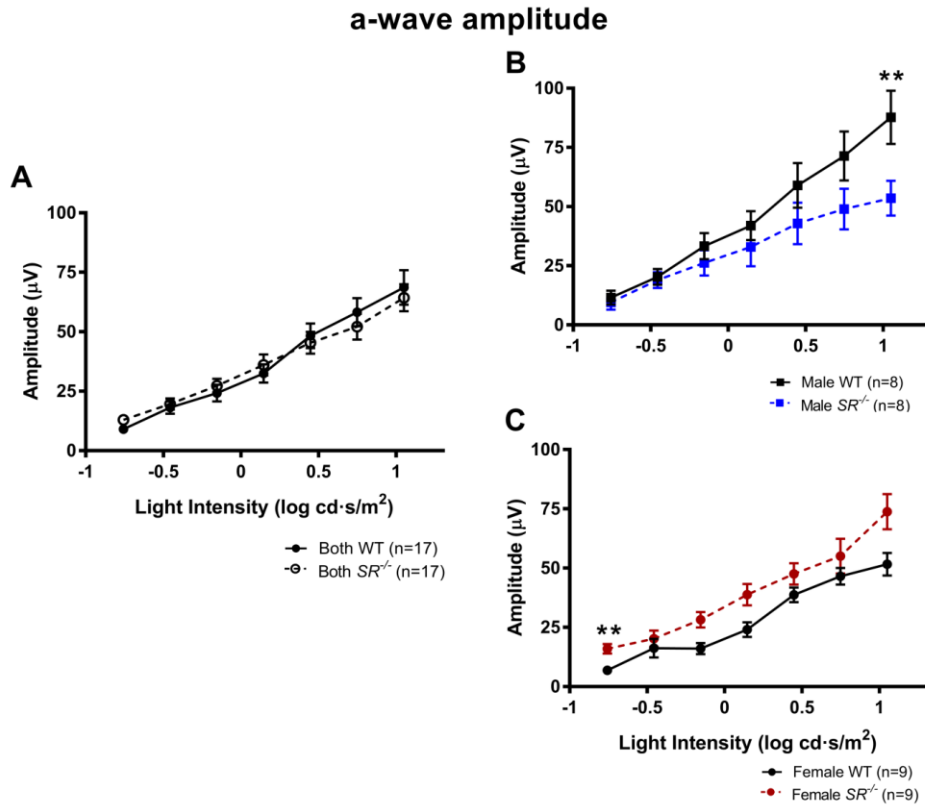 a-wave amplitude
A
100
75
50
25
0
Amplitude (µV)
-1 -0.5 0 0.5 1
Light Intensity (log cd·s/m²)
Both WT (n=17)
Both SR⁻/⁻ (n=17)
B
**
100
75
50
25
0
Amplitude (µV)
-1 -0.5 0 0.5 1
Male WT (n=8)
Male SR⁻/⁻ (n=8)
C
100
75
50
25
0
Amplitude (µV)
**
-1 -0.5 0 0.5 1
Light Intensity (log cd·s/m²)
Female WT (n=9)
Female SR⁻/⁻ (n=9)